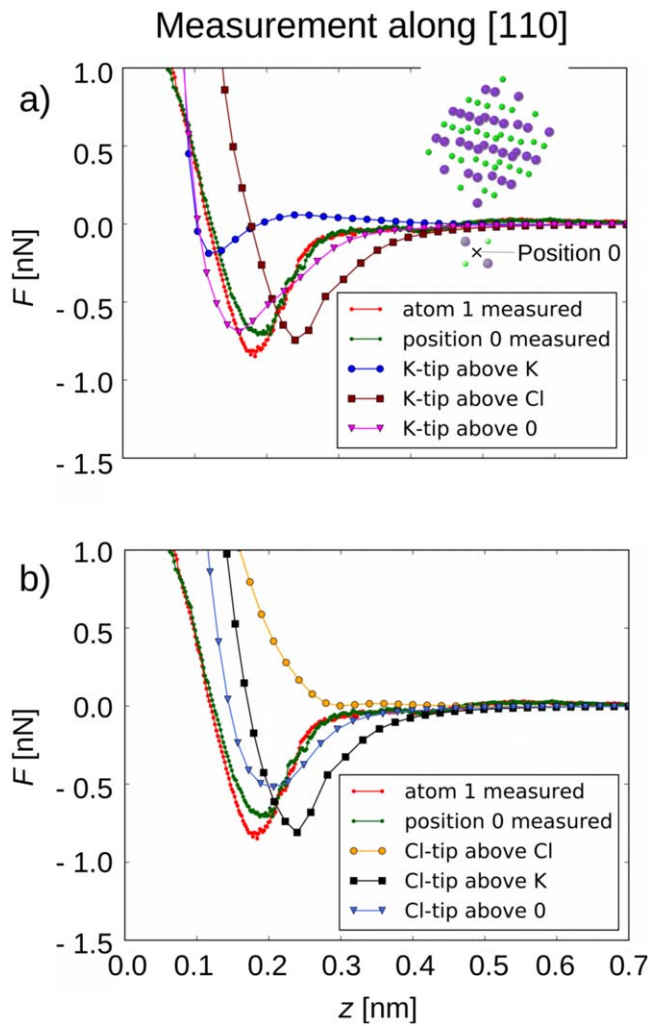 Measurement along [110]
a)
1.0
0.5
0.0
- 0.5
- 1.0
- 1.5
F [nN]
Position 0
atom 1 measured
position 0 measured
K-tip above K
K-tip above Cl
K-tip above 0
b)
1.0
0.5
0.0
- 0.5
- 1.0
- 1.5
F [nN]
atom 1 measured
position 0 measured
Cl-tip above Cl
Cl-tip above K
Cl-tip above 0
0.0 0.1 0.2 0.3 0.4 0.5 0.6 0.7
z [nm]